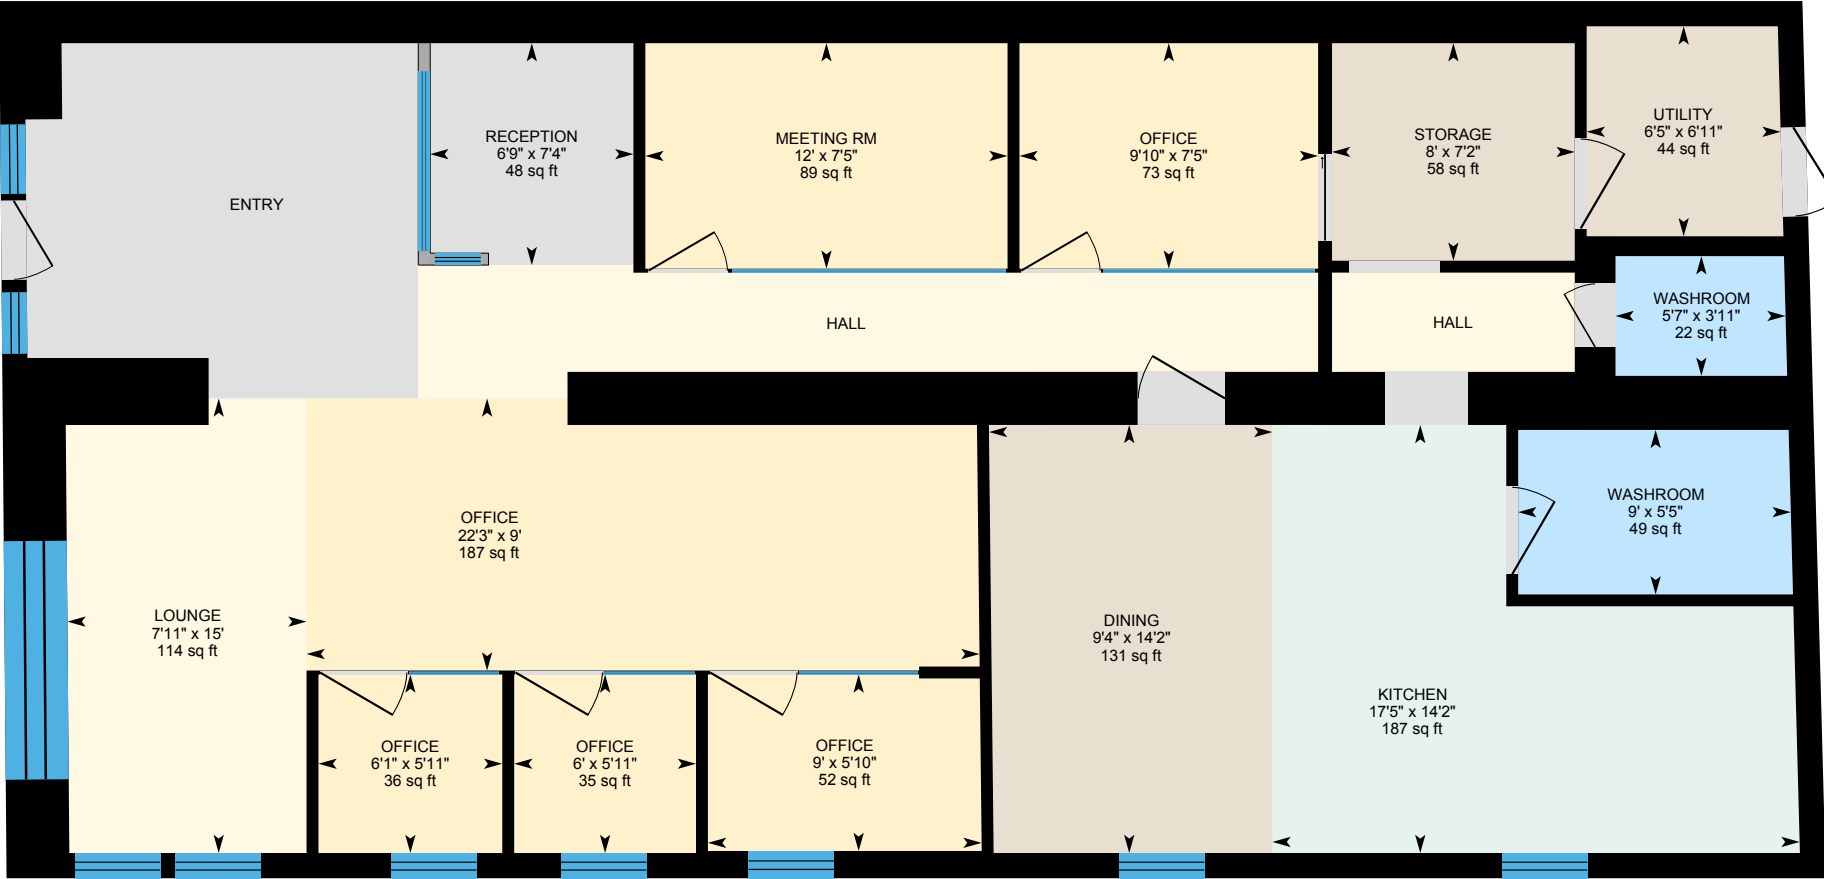 ENTRY
RECEPTION
6'9" x 7'4"
48 sq ft
MEETING RM
12' x 7'5"
89 sq ft
OFFICE
9'10" x 7'5"
73 sq ft
STORAGE
8' x 7'2"
58 sq ft
UTILITY
6'5" x 6'11"
44 sq ft
HALL
HALL
WASHROOM
5'7" x 3'11"
22 sq ft
LOUNGE
7'11" x 15'
114 sq ft
OFFICE
22'3" x 9'
187 sq ft
DINING
9'4" x 14'2"
131 sq ft
KITCHEN
17'5" x 14'2"
187 sq ft
WASHROOM
9' x 5'5"
49 sq ft
OFFICE
6'1" x 5'11"
36 sq ft
OFFICE
6' x 5'11"
35 sq ft
OFFICE
9' x 5'10"
52 sq ft